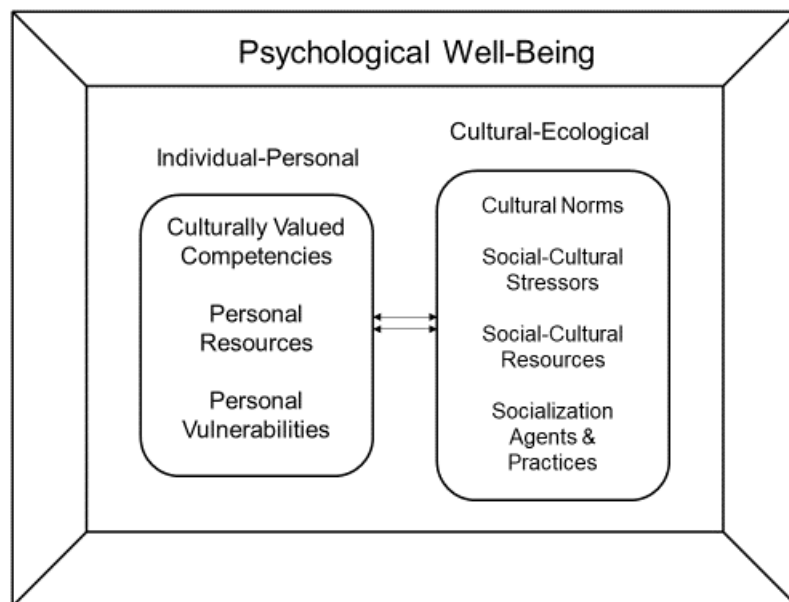 Psychological Well-Being
Individual-Personal
Culturally Valued
Competencies
Personal
Resources
Personal
Vulnerabilities
Cultural-Ecological
Cultural Norms
Social-Cultural
Stressors
Social-Cultural
Resources
Socialization
Agents &
Practices